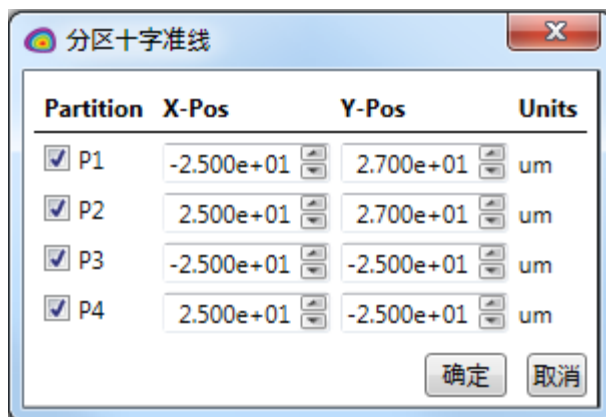 分区十字准线
Partition X-Pos Y-Pos Units
P1 -2.500e+01 2.700e+01 um
P2 2.500e+01 2.700e+01 um
P3 -2.500e+01 -2.500e+01 um
P4 2.500e+01 -2.500e+01 um
确定 取消